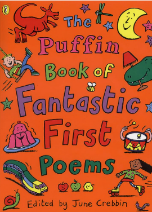 The
Puffin
Book of
Fantastic
First
Poems
Edited by June Crebbin